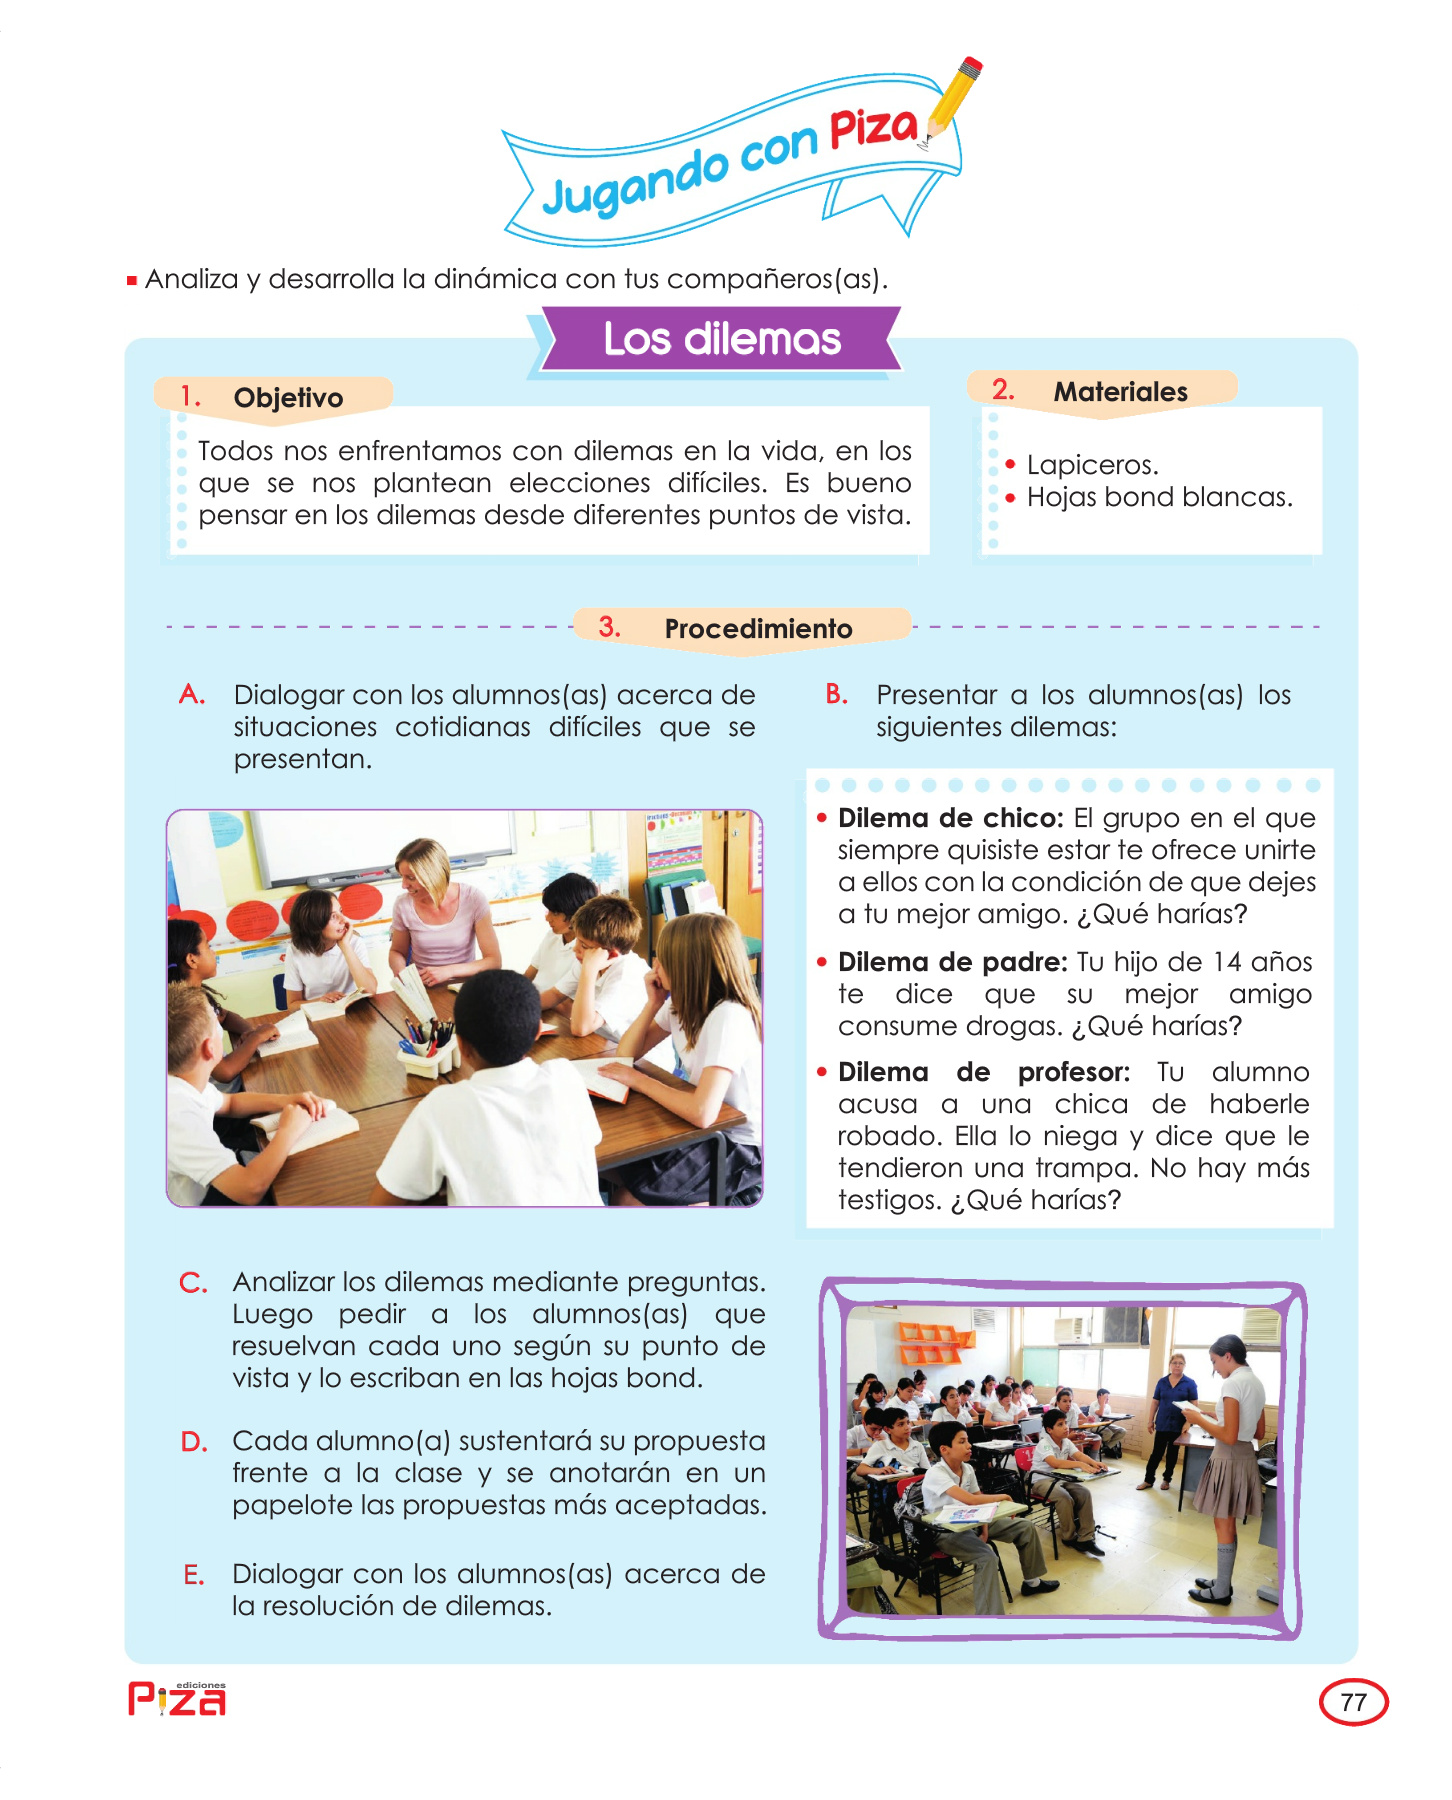 Jugando con Piza
Analiza y desarrolla la dinámica con tus compañeros(as).
Los dilemas
1. Objetivo
Todos nos enfrentamos con dilemas en la vida, en los
que se nos plantean elecciones difíciles. Es bueno
pensar en los dilemas desde diferentes puntos de vista.
2. Materiales
• Lapiceros.
• Hojas bond blancas.
3. Procedimiento
A. Dialogar con los alumnos(as) acerca de
situaciones cotidianas difíciles que se
presentan.
B. Presentar a los alumnos(as) los
siguientes dilemas:
• Dilema de chico: El grupo en el que
siempre quisiste estar te ofrece unirte
a ellos con la condición de que dejes
a tu mejor amigo. ¿Qué harías?
• Dilema de padre: Tu hijo de 14 años
te dice que su mejor amigo
consume drogas. ¿Qué harías?
• Dilema de profesor: Tu alumno
acusa a una chica de haberle
robado. Ella lo niega y dice que le
tendieron una trampa. No hay más
testigos. ¿Qué harías?
C. Analizar los dilemas mediante preguntas.
Luego pedir a los alumnos(as) que
resuelvan cada uno según su punto de
vista y lo escriban en las hojas bond.
D. Cada alumno(a) sustentará su propuesta
frente a la clase y se anotarán en un
papelote las propuestas más aceptadas.
E. Dialogar con los alumnos(as) acerca de
la resolución de dilemas.
ediciones
Piza
77